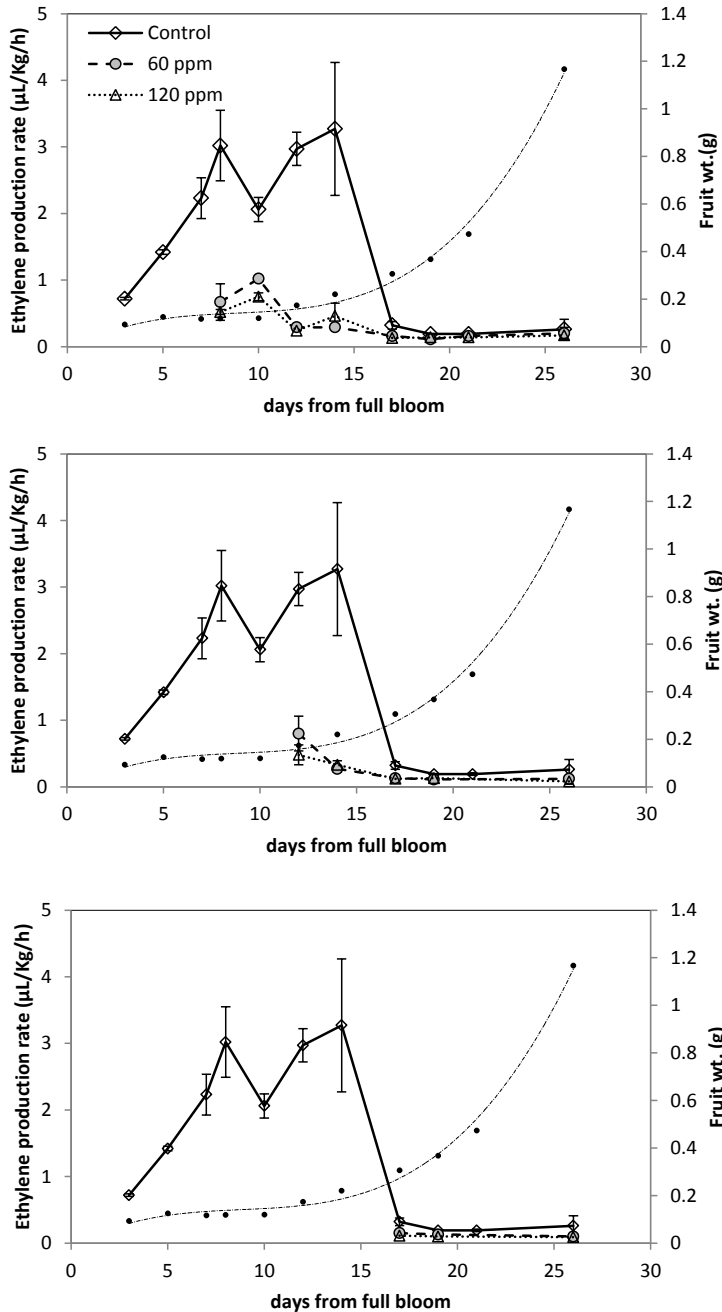 Ethylene production rate (µL/Kg/h)
5
4
3
2
1
0
Control
60 ppm
120 ppm
1.4
1.2
1
0.8
0.6
0.4
0.2
0
Fruit wt.(g)
0 5 10 15 20 25 30
days from full bloom
Ethylene production rate (µL/Kg/h)
5
4
3
2
1
0
1.4
1.2
1
0.8
0.6
0.4
0.2
0
Fruit wt. (g)
0 5 10 15 20 25 30
days from full bloom
Ethylene production rate (µL/Kg/h)
5
4
3
2
1
0
1.4
1.2
1
0.8
0.6
0.4
0.2
0
Fruit wt. (g)
0 5 10 15 20 25 30
days from full bloom